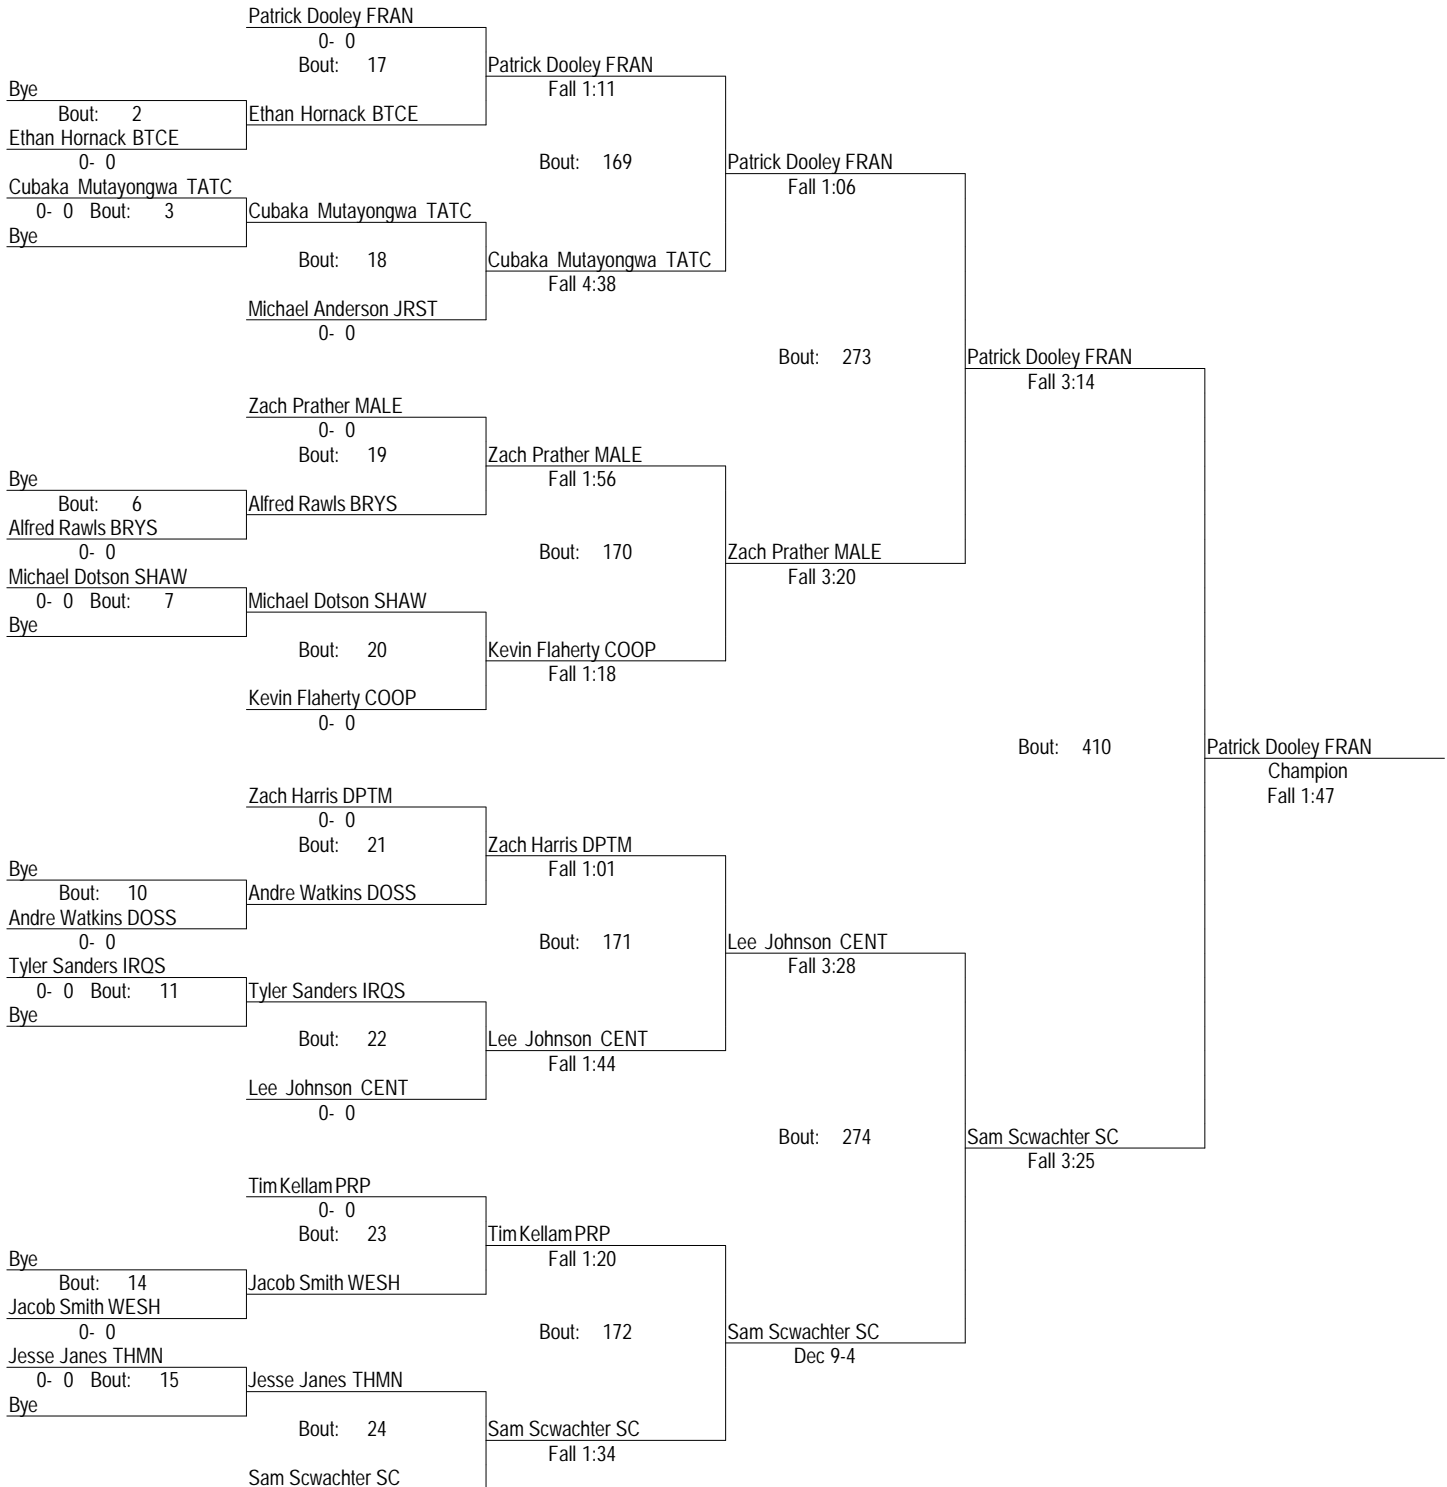 Patrick Dooley FRAN
0- 0
Bout: 17
Patrick Dooley FRAN
Fall 1:11
Bye
Bout: 2
Ethan Hornack BTCE
Ethan Hornack BTCE
0- 0
Bout: 169
Patrick Dooley FRAN
Fall 1:06
Cubaka Mutayongwa TATC
0- 0 Bout: 3
Bye
Cubaka Mutayongwa TATC
Bout: 18
Cubaka Mutayongwa TATC
Fall 4:38
Michael Anderson JRST
0- 0
Bout: 273
Patrick Dooley FRAN
Fall 3:14
Zach Prather MALE
0- 0
Bout: 19
Zach Prather MALE
Fall 1:56
Bye
Bout: 6
Alfred Rawls BRYS
Alfred Rawls BRYS
0- 0
Bout: 170
Zach Prather MALE
Fall 3:20
Michael Dotson SHAW
0- 0 Bout: 7
Bye
Michael Dotson SHAW
Bout: 20
Kevin Flaherty COOP
Fall 1:18
Kevin Flaherty COOP
0- 0
Bout: 410
Patrick Dooley FRAN
Champion
Fall 1:47
Zach Harris DPTM
0- 0
Bout: 21
Zach Harris DPTM
Fall 1:01
Bye
Bout: 10
Andre Watkins DOSS
Andre Watkins DOSS
0- 0
Bout: 171
Lee Johnson CENT
Fall 3:28
Tyler Sanders IRQS
0- 0 Bout: 11
Bye
Tyler Sanders IRQS
Bout: 22
Lee Johnson CENT
Fall 1:44
Lee Johnson CENT
0- 0
Bout: 274
Sam Scwachter SC
Fall 3:25
Tim Kellam PRP
0- 0
Bout: 23
Tim Kellam PRP
Fall 1:20
Bye
Bout: 14
Jacob Smith WESH
Jacob Smith WESH
0- 0
Bout: 172
Sam Scwachter SC
Dec 9-4
Jesse Janes THMN
0- 0 Bout: 15
Bye
Jesse Janes THMN
Bout: 24
Sam Scwachter SC
Fall 1:34
Sam Scwachter SC